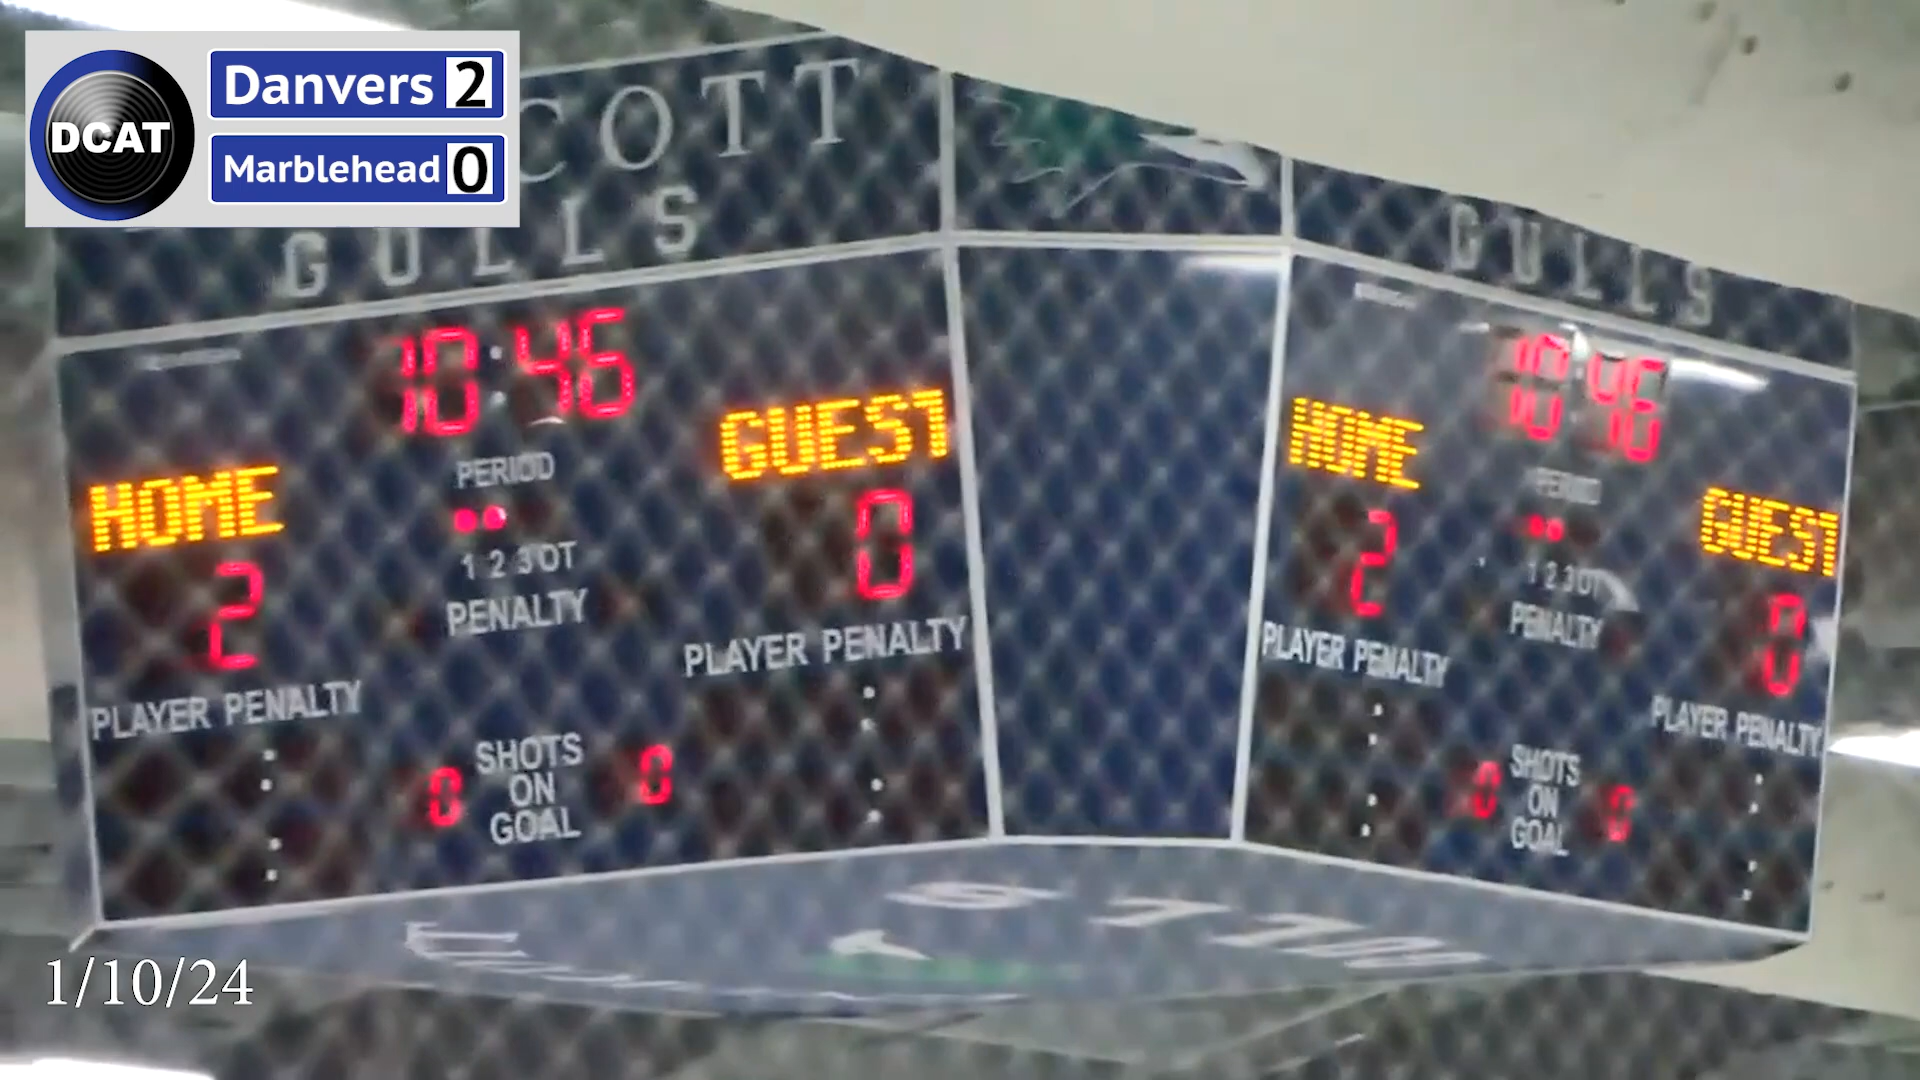 DCAT
Danvers 2
Marblehead 0
COTT
GULLS
GULLS
10:46
10:46
HOME
GUEST
HOME
GUEST
PERIOD
PERIOD
1 2 3 OT
1 2 3 OT
2
0
2
0
PENALTY
PENALTY
PLAYER PENALTY
PLAYER PENALTY
PLAYER PENALTY
PLAYER PENALTY
0 SHOTS ON GOAL 0
0 SHOTS ON GOAL 0
1/10/24